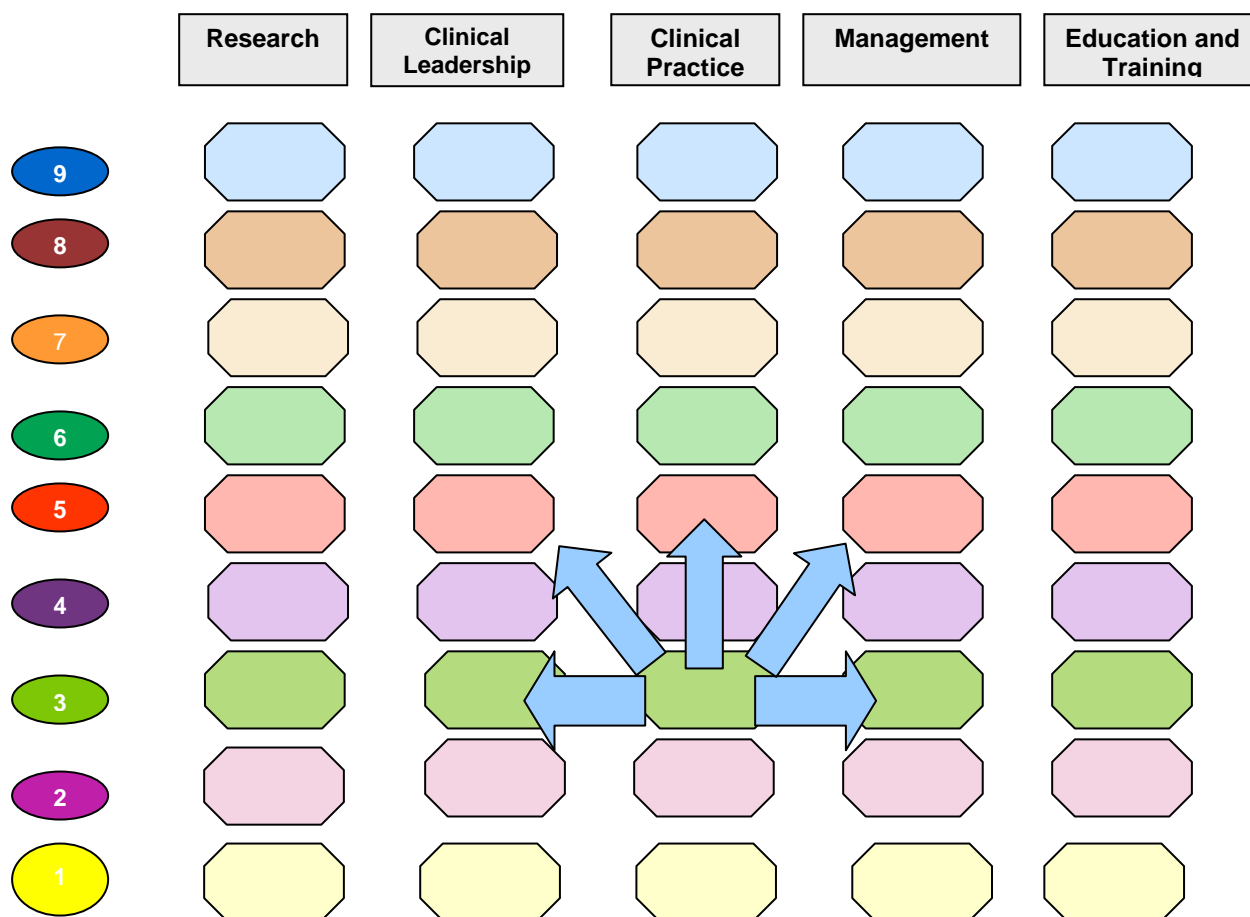 Research
Clinical
Leadership
Clinical
Practice
Management
Education and
Training
9
8
7
6
5
4
3
2
1